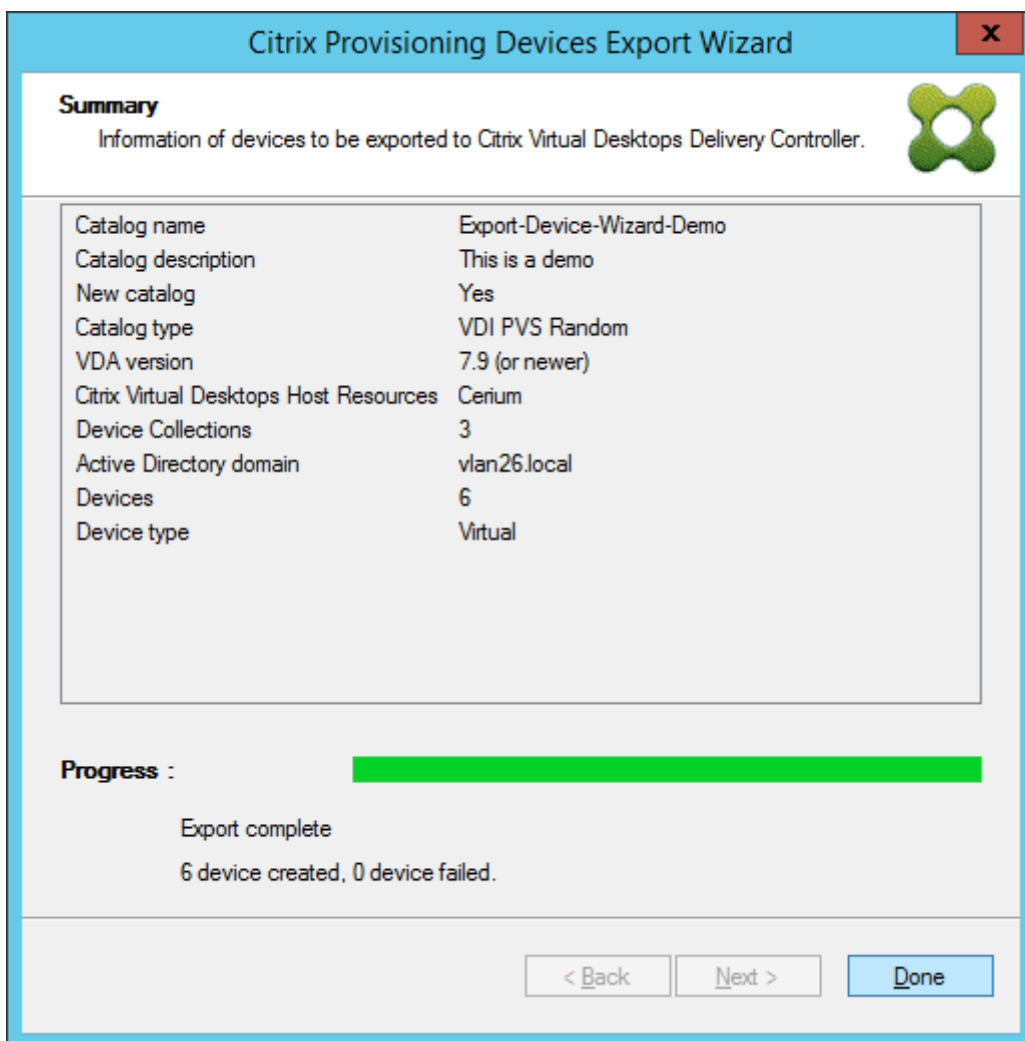 Citrix Provisioning Devices Export Wizard
x
Summary
Information of devices to be exported to Citrix Virtual Desktops Delivery Controller.
Catalog name Export-Device-Wizard-Demo
Catalog description This is a demo
New catalog Yes
Catalog type VDI PVS Random
VDA version 7.9 (or newer)
Citrix Virtual Desktops Host Resources Cerium
Device Collections 3
Active Directory domain vlan26.local
Devices 6
Device type Virtual
Progress :
Export complete
6 device created, 0 device failed.
< Back Next > Done